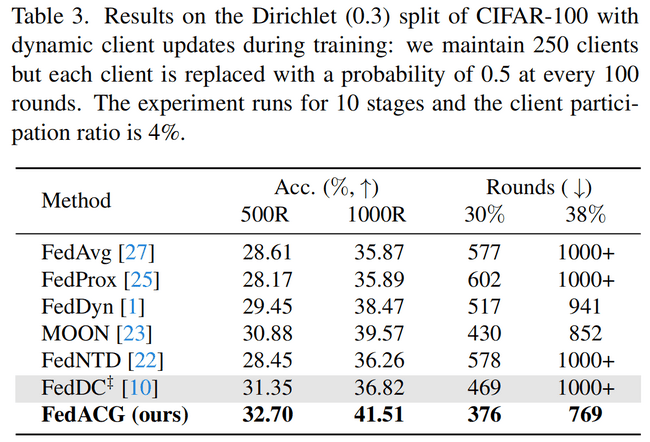 Table 3. Results on the Dirichlet (0.3) split of CIFAR-100 with
dynamic client updates during training: we maintain 250 clients
but each client is replaced with a probability of 0.5 at every 100
rounds. The experiment runs for 10 stages and the client partici-
pation ratio is 4%.
Method Acc. (%, ↑) Rounds (↓)
500R 1000R 30% 38%
FedAvg [27] 28.61 35.87 577 1000+
FedProx [25] 28.17 35.89 602 1000+
FedDyn [1] 29.45 38.47 517 941
MOON [23] 30.88 39.57 430 852
FedNTD [22] 28.45 36.26 578 1000+
FedDC‡ [10] 31.35 36.82 469 1000+
FedACG (ours) 32.70 41.51 376 769